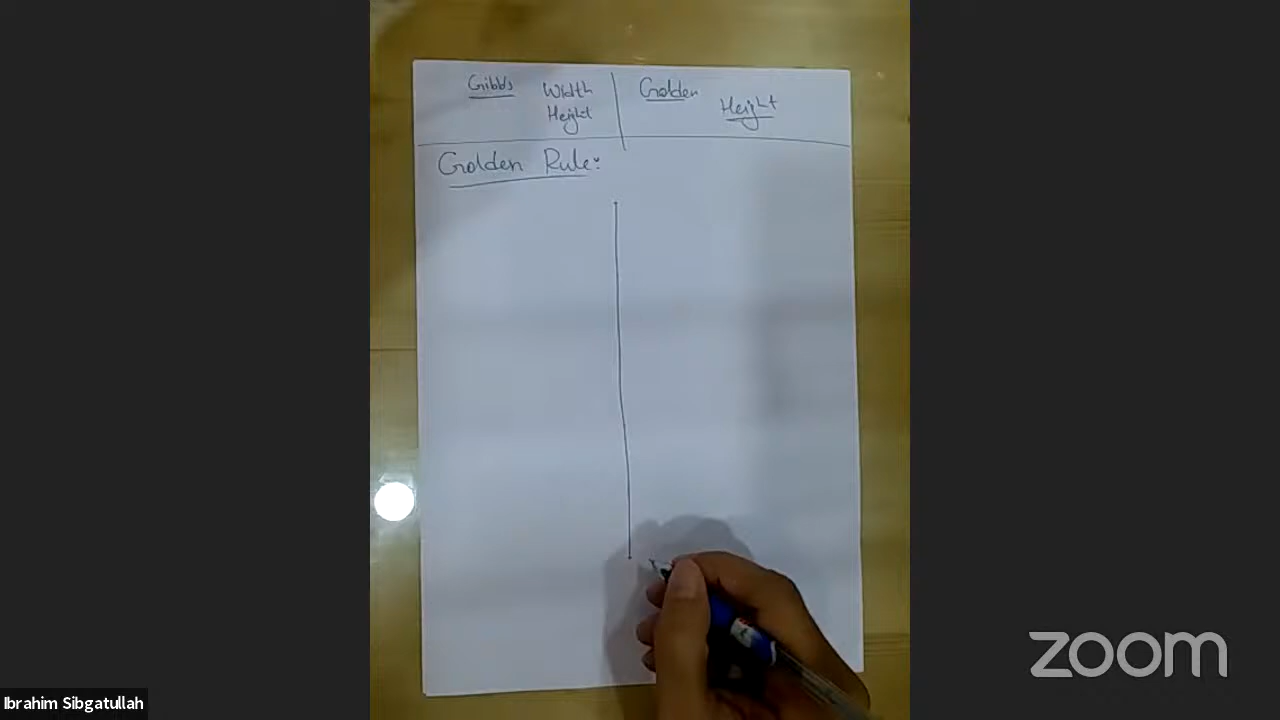 Gibbs Width
Height
Golden
Height
Golden Rule:
Ibrahim Sibgatullah
zoom